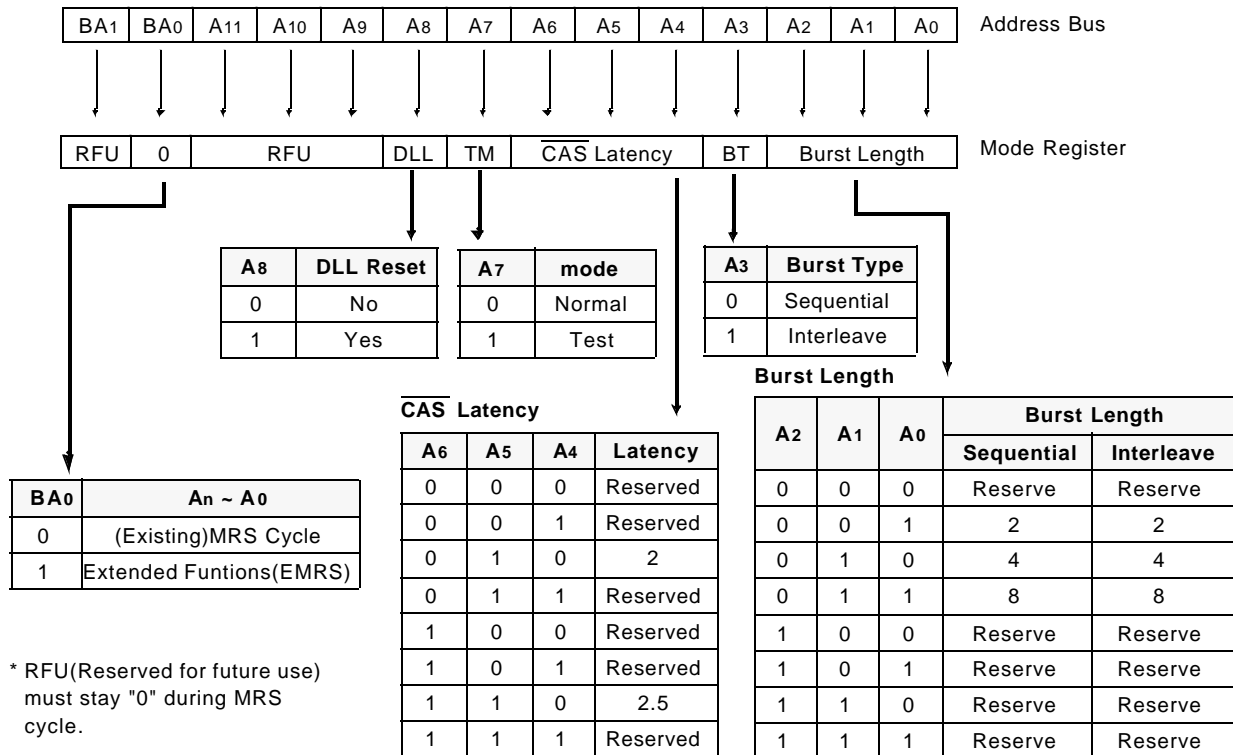 BA1 BA0 A11 A10 A9 A8 A7 A6 A5 A4 A3 A2 A1 A0 Address Bus
RFU 0 RFU DLL TM CAS Latency BT Burst Length Mode Register
A8 DLL Reset
0 No
1 Yes
A7 mode
0 Normal
1 Test
A3 Burst Type
0 Sequential
1 Interleave
BA0 An ~ A0
0 (Existing)MRS Cycle
1 Extended Funtions(EMRS)
* RFU(Reserved for future use)
must stay "0" during MRS
cycle.
CAS Latency
A6 A5 A4 Latency
0 0 0 Reserved
0 0 1 Reserved
0 1 0 2
0 1 1 Reserved
1 0 0 Reserved
1 0 1 Reserved
1 1 0 2.5
1 1 1 Reserved
Burst Length
A2 A1 A0 Burst Length
Sequential Interleave
0 0 0 Reserve Reserve
0 0 1 2 2
0 1 0 4 4
0 1 1 8 8
1 0 0 Reserve Reserve
1 0 1 Reserve Reserve
1 1 0 Reserve Reserve
1 1 1 Reserve Reserve